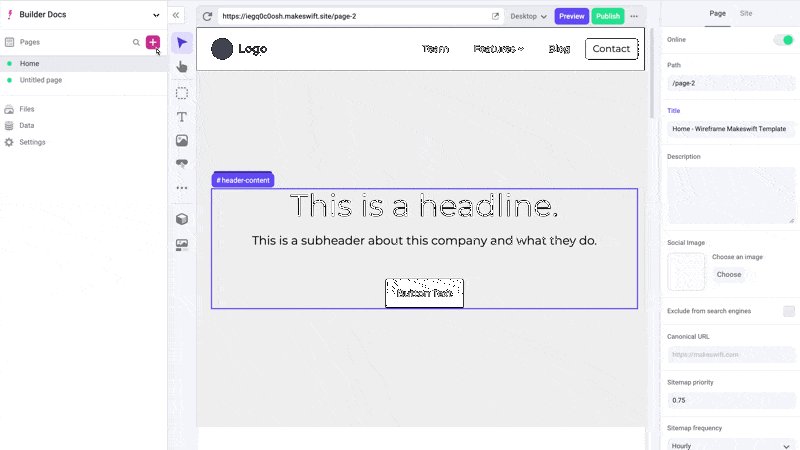 Builder Docs
Pages
Home
Untitled page
Files
Data
Settings
https://iegq0c0osh.makeswift.site/page-2
Desktop
Preview
Publish
Logo
Team
Features
Blog
Contact
#header-content
This is a headline.
This is a subheader about this company and what they do.
Button Text
Page
Site
Online
Path
/page-2
Title
Home - Wireframe Makeswift Template
Description
Social Image
Choose an image
Choose
Exclude from search engines
Canonical URL
https://makeswift.com
Sitemap priority
0.75
Sitemap frequency
Hourly